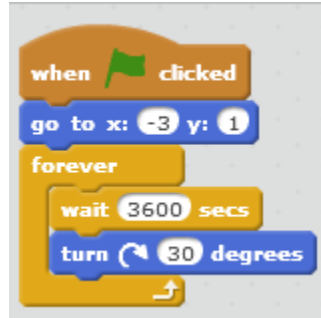 when clicked
go to x: -3 y: 1
forever
wait 3600 secs
turn 30 degrees